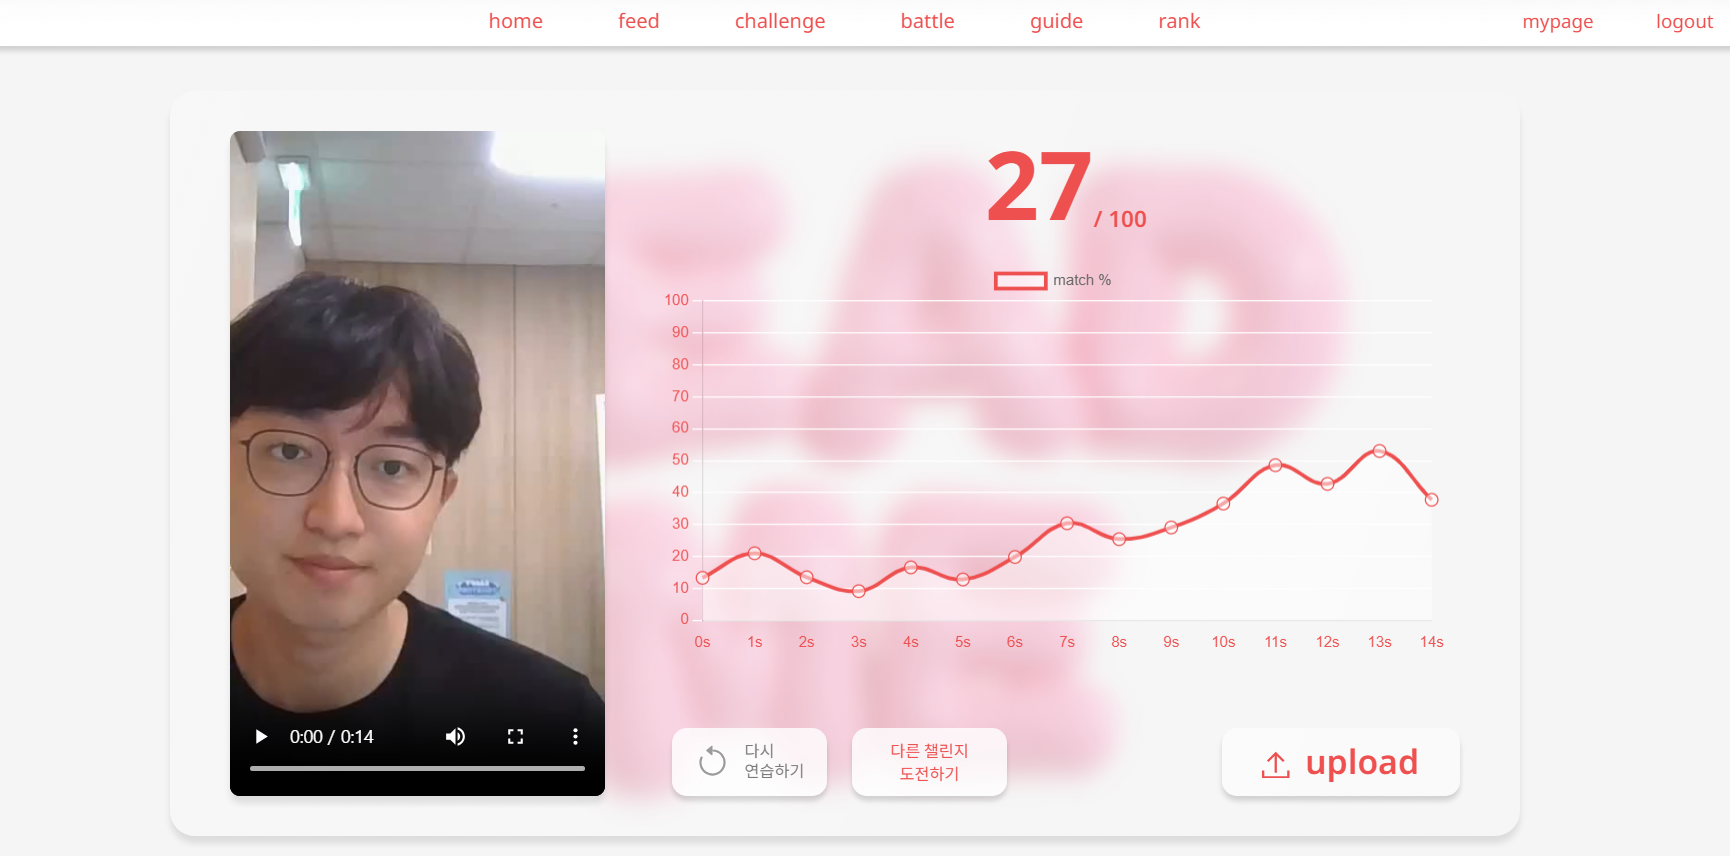 home feed challenge battle guide rank mypage logout
27 / 100
match %
100
90
80
70
60
50
40
30
20
10
0
0s 1s 2s 3s 4s 5s 6s 7s 8s 9s 10s 11s 12s 13s 14s
0:00 / 0:14
다시
연습하기
다른 챌린지
도전하기
upload